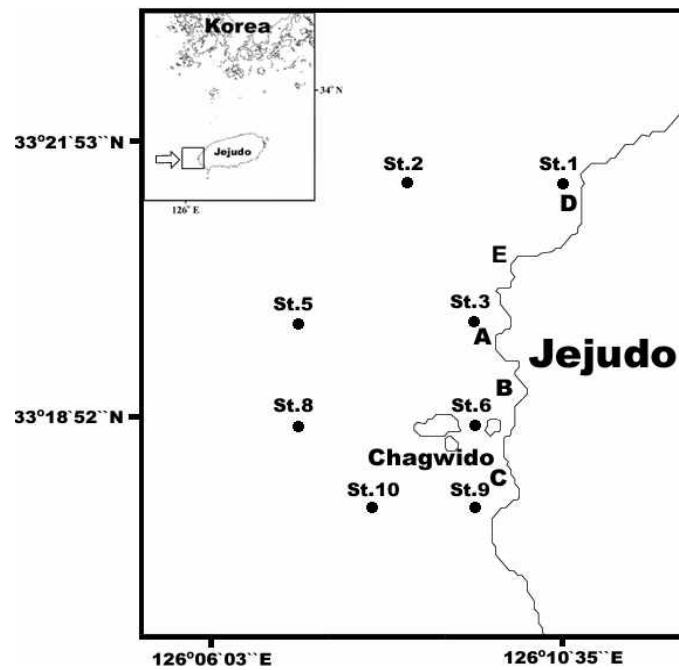 Korea
34°N
33°21`53``N
Jejudo
126°E
St.2
St.1
D
E
St.5
St.3
A
Jejudo
B
33°18`52``N
St.8
St.6
Chagwido
C
St.10
St.9
126°06`03``E
126°10`35``E